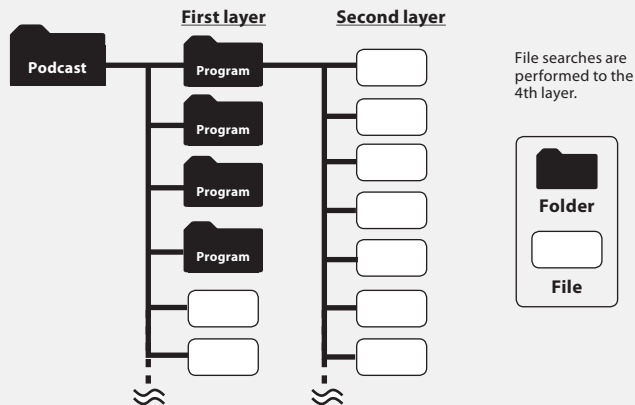 First layer
Second layer
Podcast
Program
Program
Program
Program
File searches are
performed to the
4th layer.
Folder
File